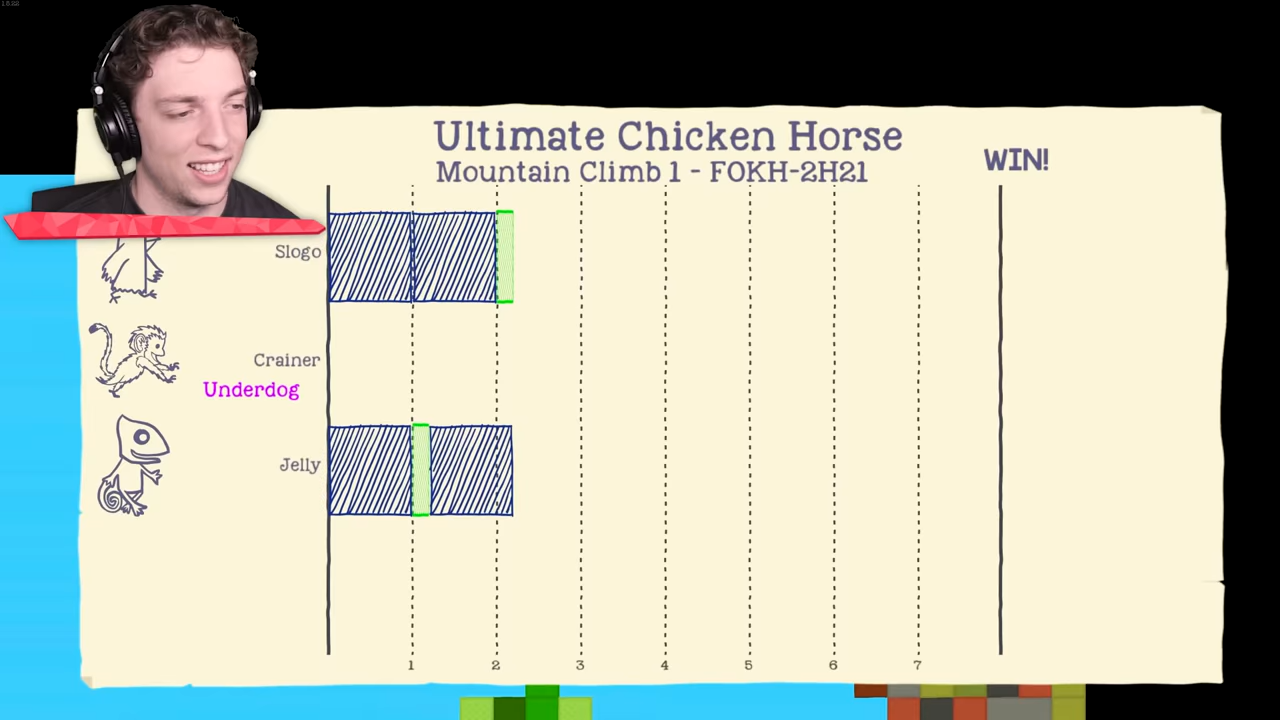 Ultimate Chicken Horse
Mountain Climb 1 - F0KH-2H21
WIN!
Slogo
Crainer
Underdog
Jelly
1 2 3 4 5 6 7